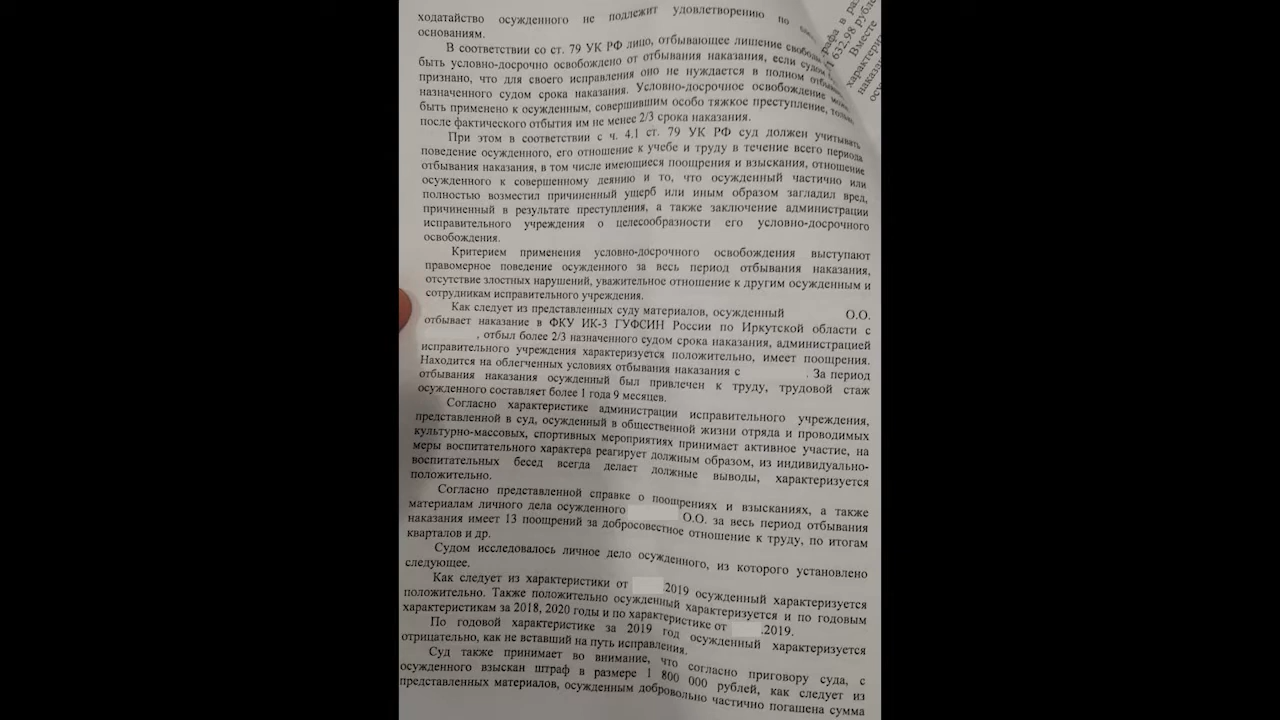 ходатайство осужденного не подлежит удовлетворению по
основаниям.
В соответствии со ст. 79 УК РФ лицо, отбывающее лишение свободы,
быть условно-досрочно освобождено от отбывания наказания, если судом
признано, что для своего исправления оно не нуждается в полном
назначенного судом срока наказания. Условно-досрочное освобождение может
быть применено к осужденным, совершившим особо тяжкое преступление, только
после фактического отбытия им не менее 2/3 срока наказания.
При этом в соответствии с ч. 4.1 ст. 79 УК РФ суд должен учитывать
поведение осужденного, его отношение к учебе и труду в течение всего периода
отбывания наказания, в том числе имеющиеся поощрения и взыскания, отношение
осужденного к совершенному деянию и то, что осужденный частично или
полностью возместил причиненный ущерб или иным образом загладил вред,
причиненный в результате преступления, а также заключение администрации
исправительного учреждения о целесообразности его условно-досрочного
освобождения.
Критерием применения условно-досрочного освобождения выступают
правомерное поведение осужденного за весь период отбывания наказания,
отсутствие злостных нарушений, уважительное отношение к другим осужденным и
сотрудникам исправительного учреждения.
Как следует из представленных суду материалов, осужденный О.О.
отбывает наказание в ФКУ ИК-3 ГУФСИН России по Иркутской области с
, отбыл более 2/3 назначенного судом срока наказания, администрацией
исправительного учреждения характеризуется положительно, имеет поощрения.
Находится на облегченных условиях отбывания наказания с . За период
отбывания наказания осужденный был привлечен к труду, трудовой стаж
осужденного составляет более 1 года 9 месяцев.
Согласно характеристике администрации исправительного учреждения,
представленной в суд, осужденный в общественной жизни отряда и проводимых
культурно-массовых, спортивных мероприятиях принимает активное участие, на
меры воспитательного характера реагирует должным образом, из индивидуально-
воспитательных бесед всегда делает должные выводы, характеризуется
положительно.
Согласно представленной справке о поощрениях и взысканиях, а также
материалам личного дела осужденного О.О. за весь период отбывания
наказания имеет 13 поощрений за добросовестное отношение к труду, по итогам
кварталов и др.
Судом исследовалось личное дело осужденного, из которого установлено
следующее.
Как следует из характеристики от .2019 осужденный характеризуется
положительно. Также положительно осужденный характеризуется и по годовым
характеристикам за 2018, 2020 годы и по характеристике от .2019.
По годовой характеристике за 2019 год осужденный характеризуется
отрицательно, как не вставший на путь исправления.
Суд также принимает во внимание, что согласно приговору суда, с
осужденного взыскан штраф в размере 1 800 000 рублей, как следует из
представленных материалов, осужденным добровольно частично погашена сумма
632,98
Вместе